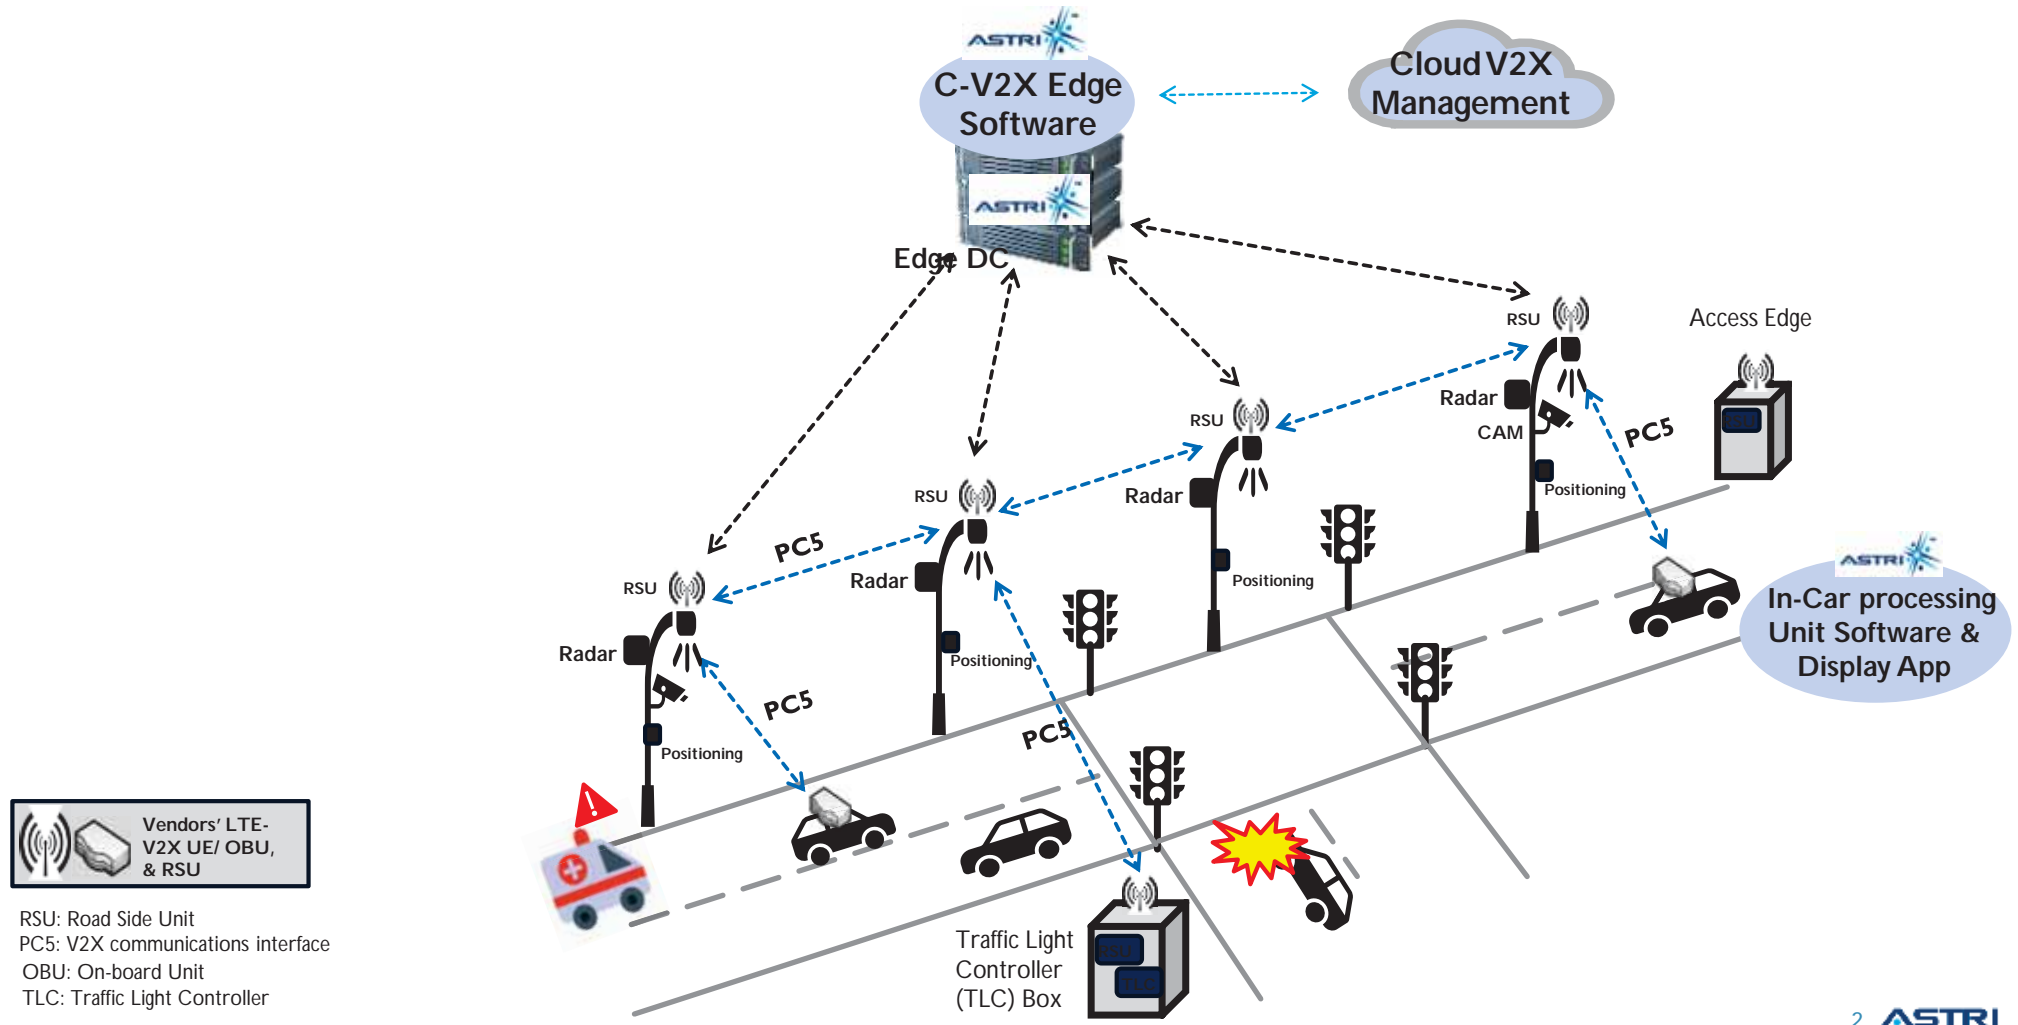 ASTRI
C-V2X Edge
Software
Cloud V2X
Management
ASTRI
Edge DC
RSU
Access Edge
Radar
CAM
PC5
RSU
Positioning
Radar
RSU
PC5
Radar
Positioning
RSU
Positioning
Radar
PC5
PC5
Positioning
ASTRI
In-Car processing
Unit Software &
Display App
Vendors' LTE-
V2X UE/ OBU,
& RSU
RSU: Road Side Unit
PC5: V2X communications interface
OBU: On-board Unit
TLC: Traffic Light Controller
Traffic Light
Controller
(TLC) Box
RSU
TLC
2
ASTRI